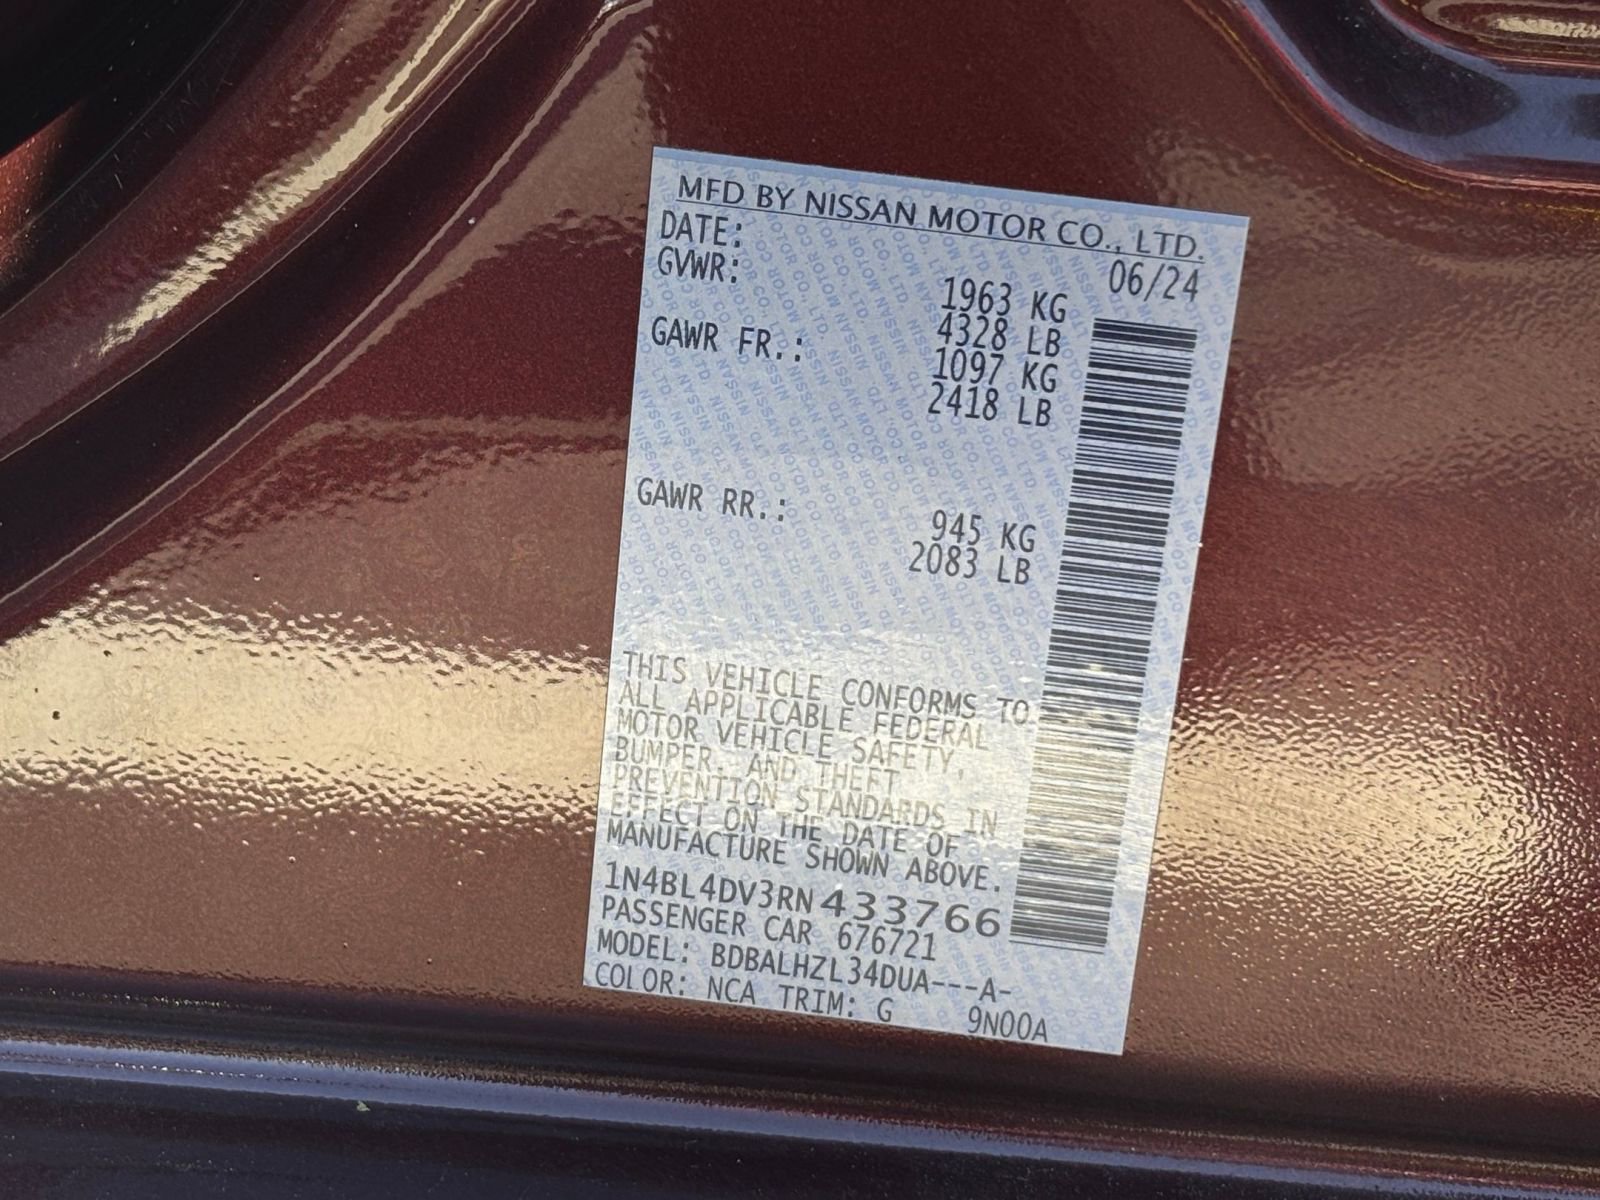 MFD BY NISSAN MOTOR CO., LTD.
DATE: 06/24
GVWR: 1963 KG
4328 LB
GAWR FR.: 1097 KG
2418 LB
GAWR RR.: 945 KG
2083 LB
THIS VEHICLE CONFORMS TO
ALL APPLICABLE FEDERAL
MOTOR VEHICLE SAFETY,
BUMPER, AND THEFT
PREVENTION STANDARDS IN
EFFECT ON THE DATE OF
MANUFACTURE SHOWN ABOVE.
1N4BL4DV3RN433766
PASSENGER CAR 676721
MODEL: BDBALHZL34DUA---A-
COLOR: NCA TRIM: G 9N00A